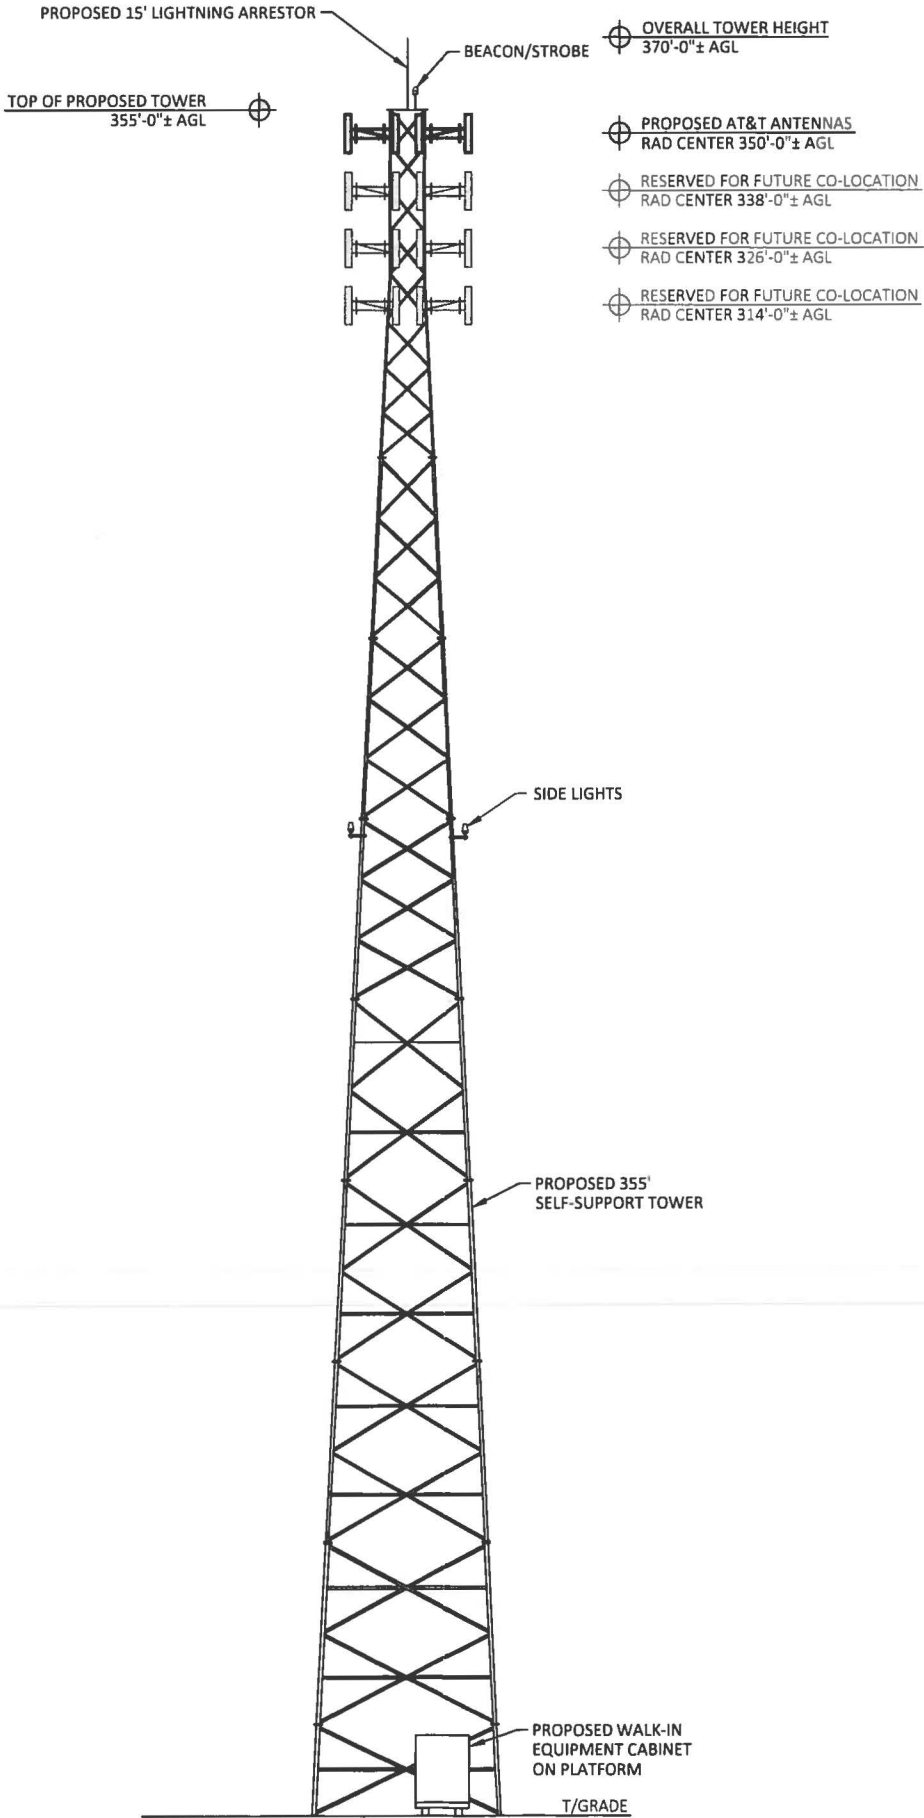 PROPOSED 15' LIGHTNING ARRESTOR
BEACON/STROBE
OVERALL TOWER HEIGHT
370'-0"± AGL
TOP OF PROPOSED TOWER
355'-0"± AGL
PROPOSED AT&T ANTENNAS
RAD CENTER 350'-0"± AGL
RESERVED FOR FUTURE CO-LOCATION
RAD CENTER 338'-0"± AGL
RESERVED FOR FUTURE CO-LOCATION
RAD CENTER 326'-0"± AGL
RESERVED FOR FUTURE CO-LOCATION
RAD CENTER 314'-0"± AGL
SIDE LIGHTS
PROPOSED 355'
SELF-SUPPORT TOWER
PROPOSED WALK-IN
EQUIPMENT CABINET
ON PLATFORM
T/GRADE